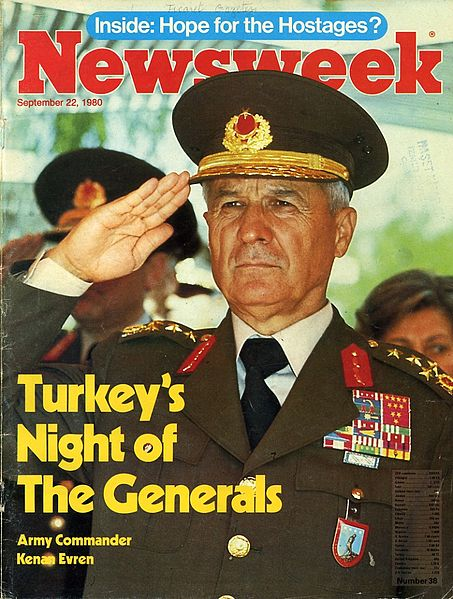 Inside: Hope for the Hostages?
Newsweek
September 22, 1980
Turkey's
Night of
The Generals
Army Commander
Kenan Evren
Number 38